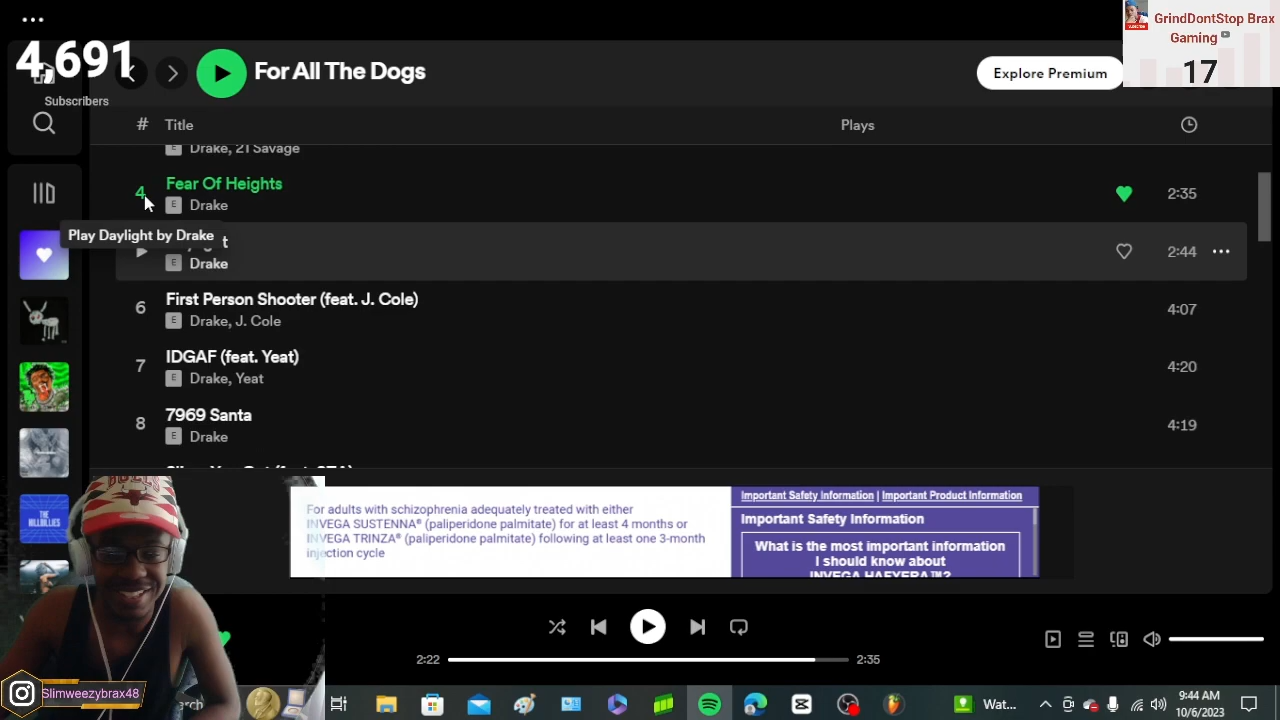 4,691
Subscribers
For All The Dogs
Explore Premium
GrindDontStop Brax
Gaming
17
# Title Plays
E Drake, 21 Savage
4 Fear Of Heights 2:35
E Drake
Play Daylight by Drake
2:44
E Drake
6 First Person Shooter (feat. J. Cole) 4:07
E Drake, J. Cole
7 IDGAF (feat. Yeat) 4:20
E Drake, Yeat
8 7969 Santa 4:19
E Drake
THE
HILLBILLIES
For adults with schizophrenia adequately treated with either
INVEGA SUSTENNA® (paliperidone palmitate) for at least 4 months or
INVEGA TRINZA® (paliperidone palmitate) following at least one 3-month
injection cycle
Important Safety Information | Important Product Information
Important Safety Information
What is the most important information
I should know about
INVEGA HAFYERA™?
BULLS
2:22 2:35
Slimweezybrax48
Wat...
9:44 AM
10/6/2023